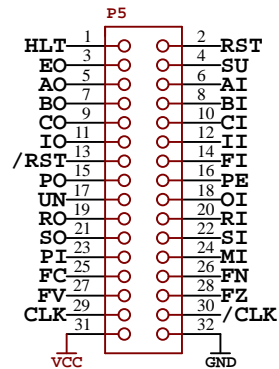 P5
HLT 1 2 RST
EO 3 4 SU
AO 5 6 AI
BO 7 8 BI
CO 9 10 CI
IO 11 12 II
/RST 13 14 FI
PO 15 16 PE
UN 17 18 OI
RO 19 20 RI
SO 21 22 SI
PI 23 24 MI
FC 25 26 FN
FV 27 28 FZ
CLK 29 30 /CLK
31 32
VCC GND